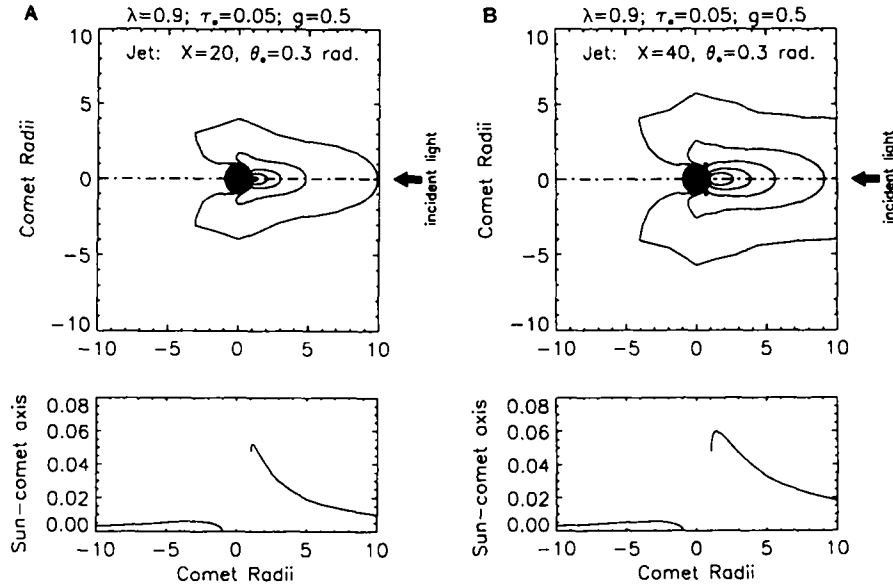 A
λ=0.9; τ₀=0.05; g=0.5
Jet: X=20, θ₀=0.3 rad.
10
5
0
−5
−10
Comet Radii
−10 −5 0 5 10
incident light
0.08
0.06
0.04
0.02
0.00
Sun−comet axis
−10 −5 0 5 10
Comet Radii
B
λ=0.9; τ₀=0.05; g=0.5
Jet: X=40, θ₀=0.3 rad.
10
5
0
−5
−10
Comet Radii
−10 −5 0 5 10
incident light
0.08
0.06
0.04
0.02
0.00
Sun−comet axis
−10 −5 0 5 10
Comet Radii